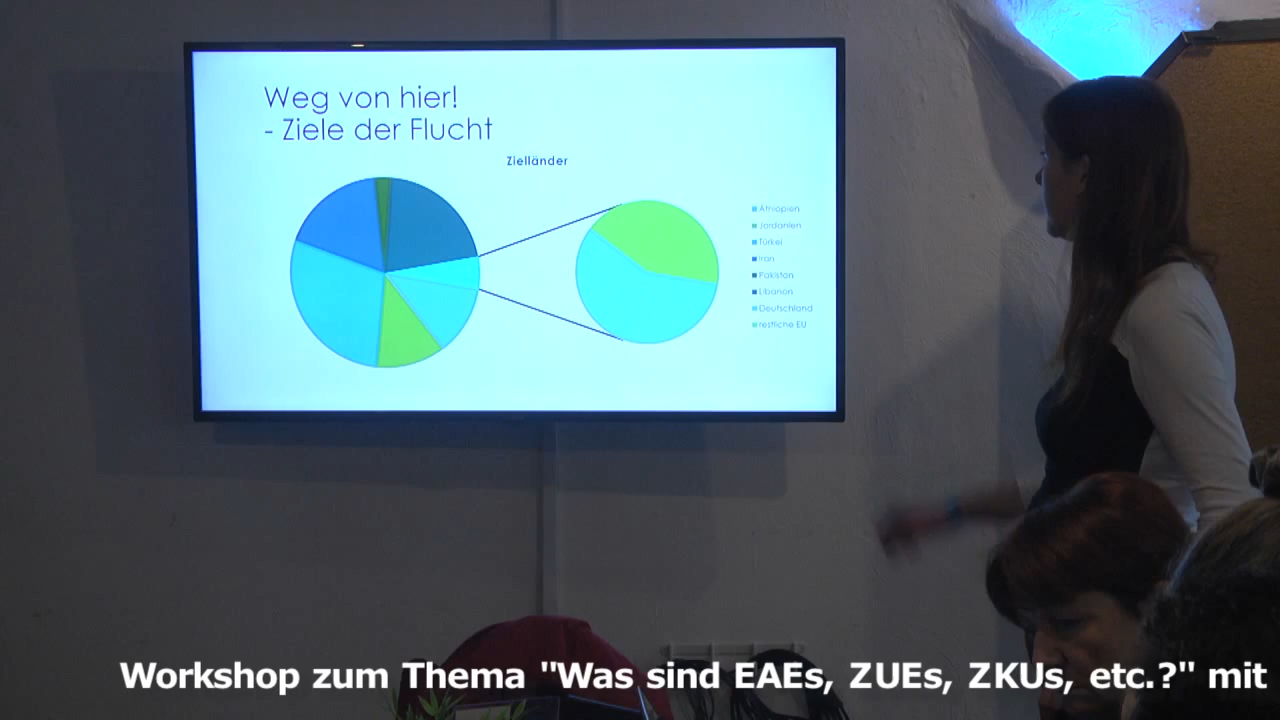 Weg von hier!
- Ziele der Flucht
Zielländer
Äthiopien
Jordanien
Türkei
Iran
Pakistan
Libanon
Deutschland
restliche EU
Workshop zum Thema "Was sind EAEs, ZUEs, ZKUs, etc.?" mit